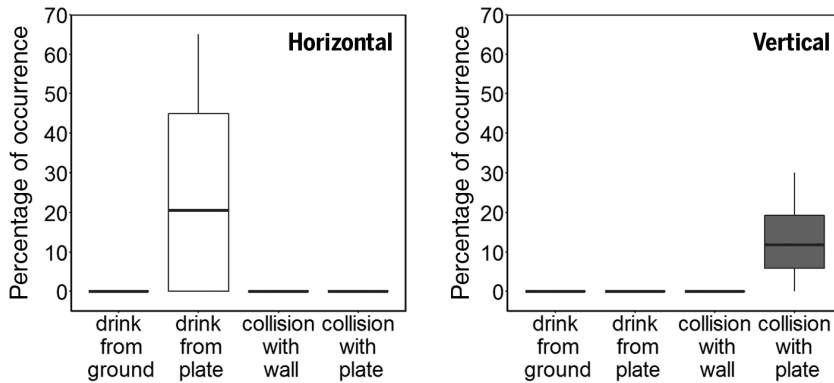 Horizontal
Percentage of occurrence
70
60
50
40
30
20
10
0
drink
from
ground
drink
from
plate
collision
with
wall
collision
with
plate
Vertical
Percentage of occurrence
70
60
50
40
30
20
10
0
drink
from
ground
drink
from
plate
collision
with
wall
collision
with
plate